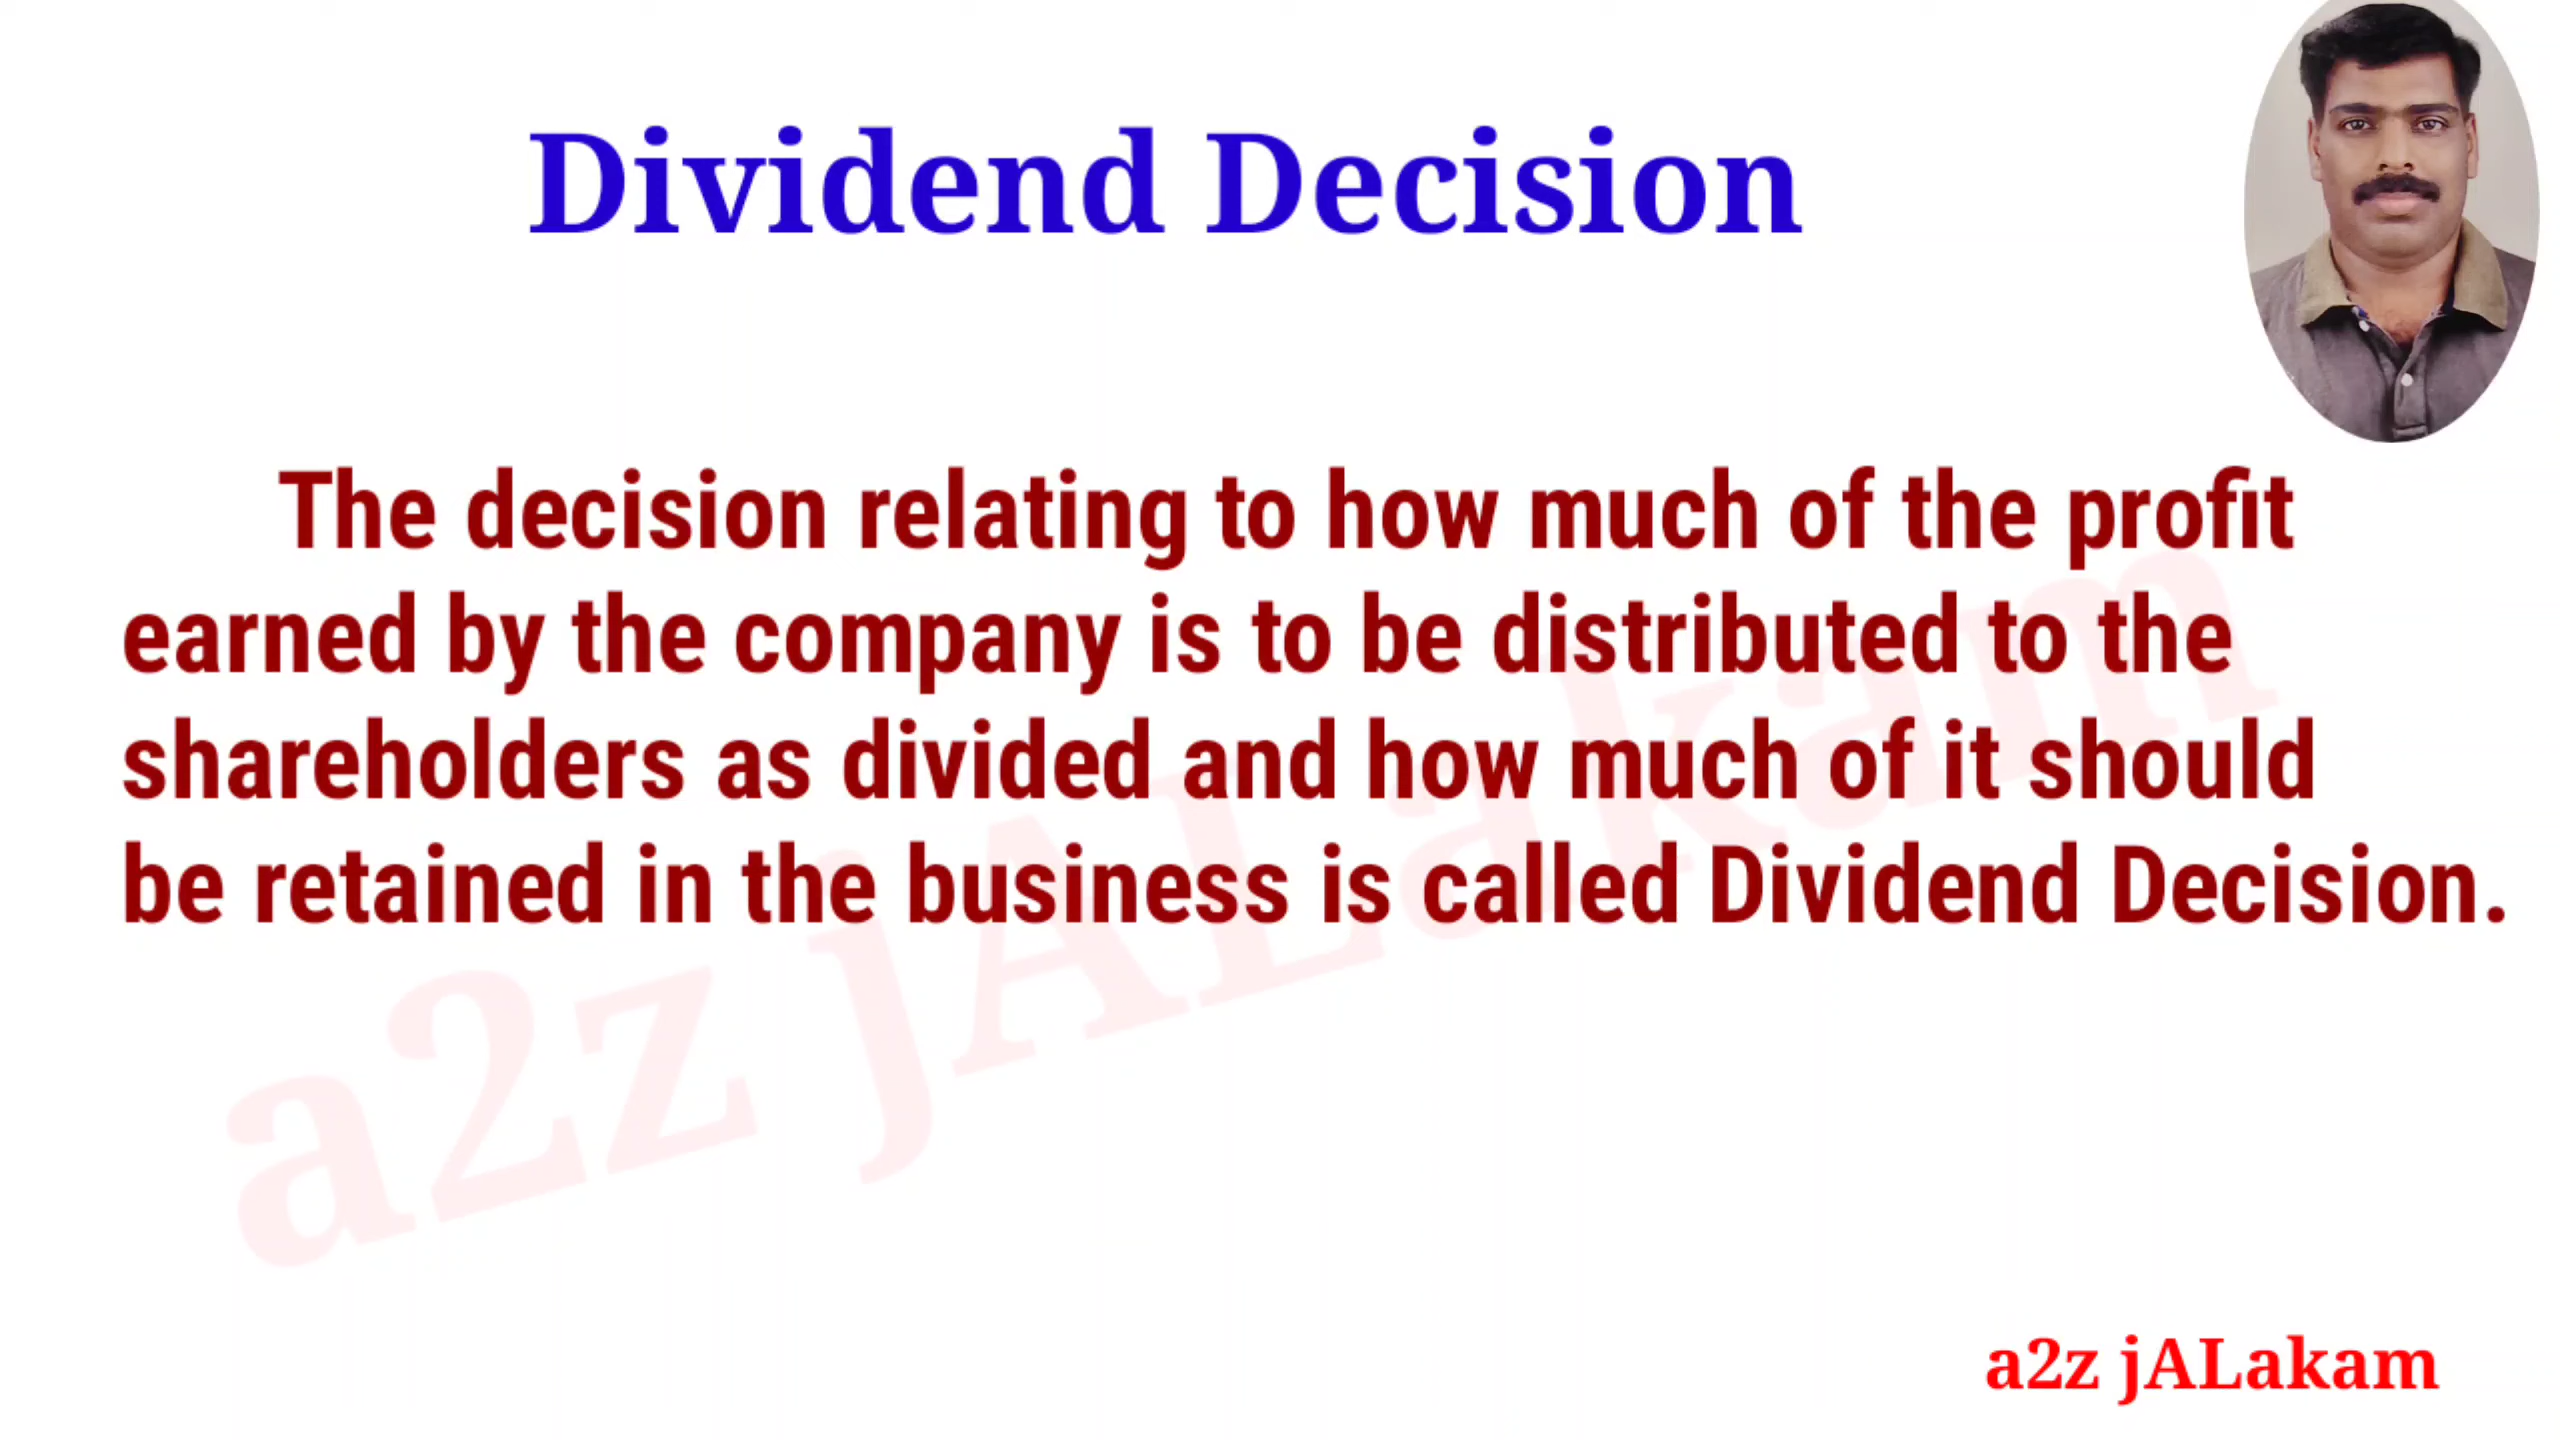 Dividend Decision
The decision relating to how much of the profit
earned by the company is to be distributed to the
shareholders as divided and how much of it should
be retained in the business is called Dividend Decision.
a2z jALakam
a2z jALakam